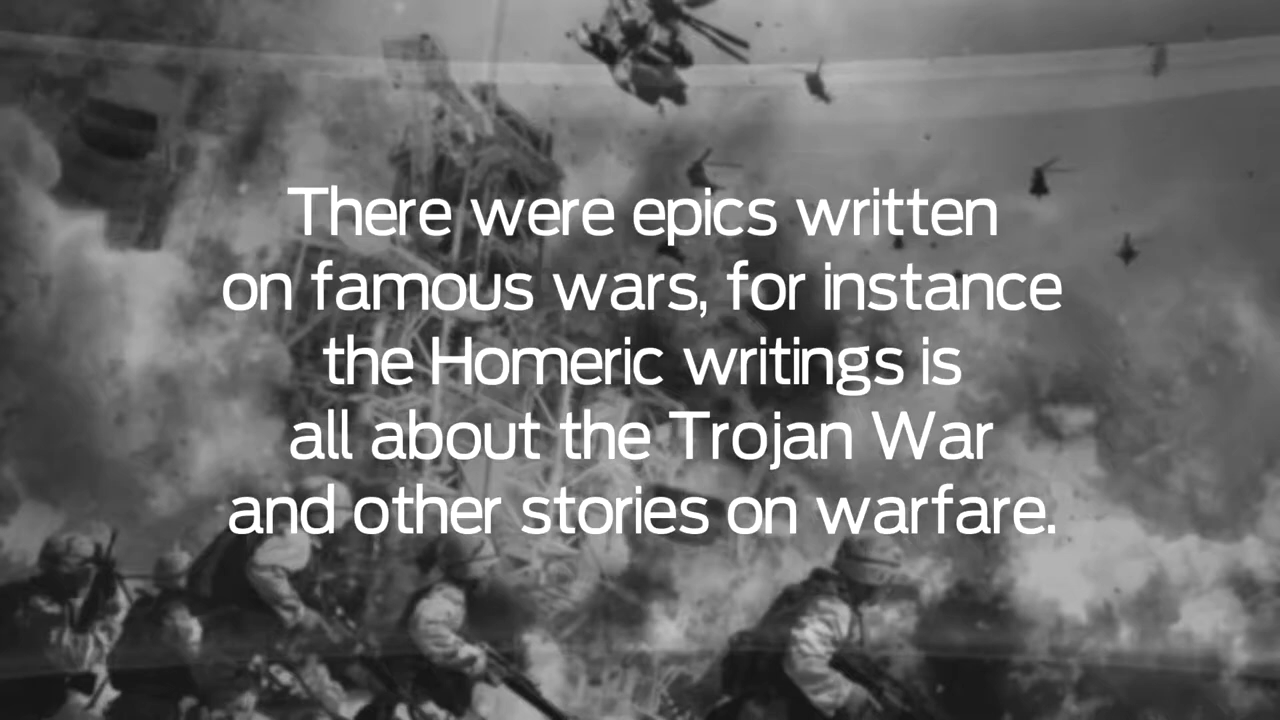 There were epics written
on famous wars, for instance
the Homeric writings is
all about the Trojan War
and other stories on warfare.